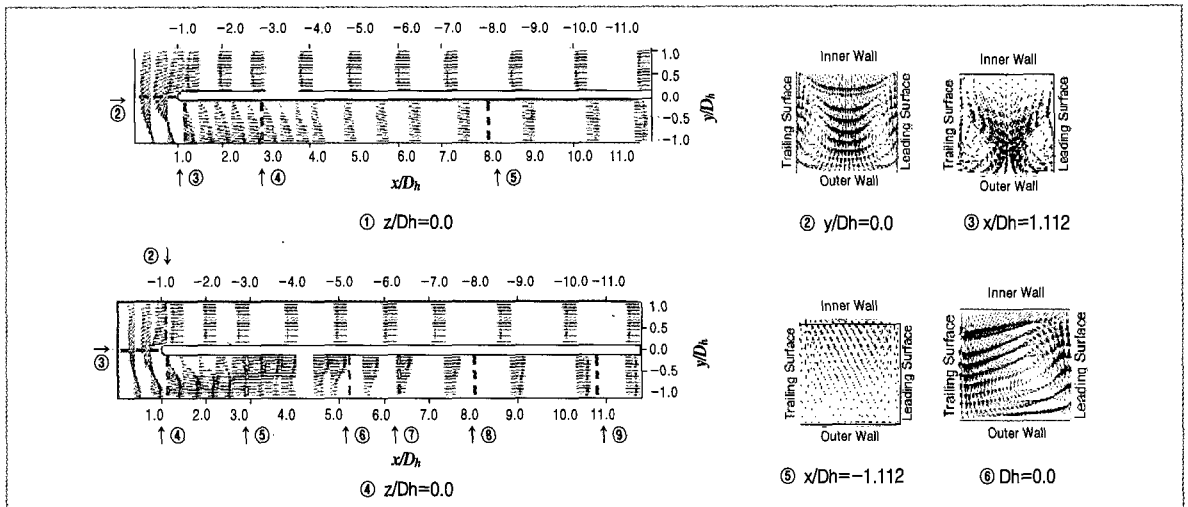 -1.0 -2.0 -3.0 -4.0 -5.0 -6.0 -7.0 -8.0 -9.0 -10.0 -11.0
1.0
0.5
0.0
-0.5
-1.0
y/Dh
→
②
1.0 2.0 3.0 4.0 5.0 6.0 7.0 8.0 9.0 10.0 11.0
↑③ ↑④ ↑⑤
x/Dh
① z/Dh=0.0
Inner Wall
Trailing Surface
Leading Surface
Outer Wall
② y/Dh=0.0
Inner Wall
Trailing Surface
Leading Surface
Outer Wall
③ x/Dh=1.112
②↓
-1.0 -2.0 -3.0 -4.0 -5.0 -6.0 -7.0 -8.0 -9.0 -10.0 -11.0
1.0
0.5
0.0
-0.5
-1.0
y/Dh
→
③
1.0 2.0 3.0 4.0 5.0 6.0 7.0 8.0 9.0 10.0 11.0
↑④ ↑⑤ ↑⑥ ↑⑦ ↑⑧ ↑⑨
x/Dh
④ z/Dh=0.0
Inner Wall
Trailing Surface
Leading Surface
Outer Wall
⑤ x/Dh=-1.112
Inner Wall
Trailing Surface
Leading Surface
Outer Wall
⑥ Dh=0.0